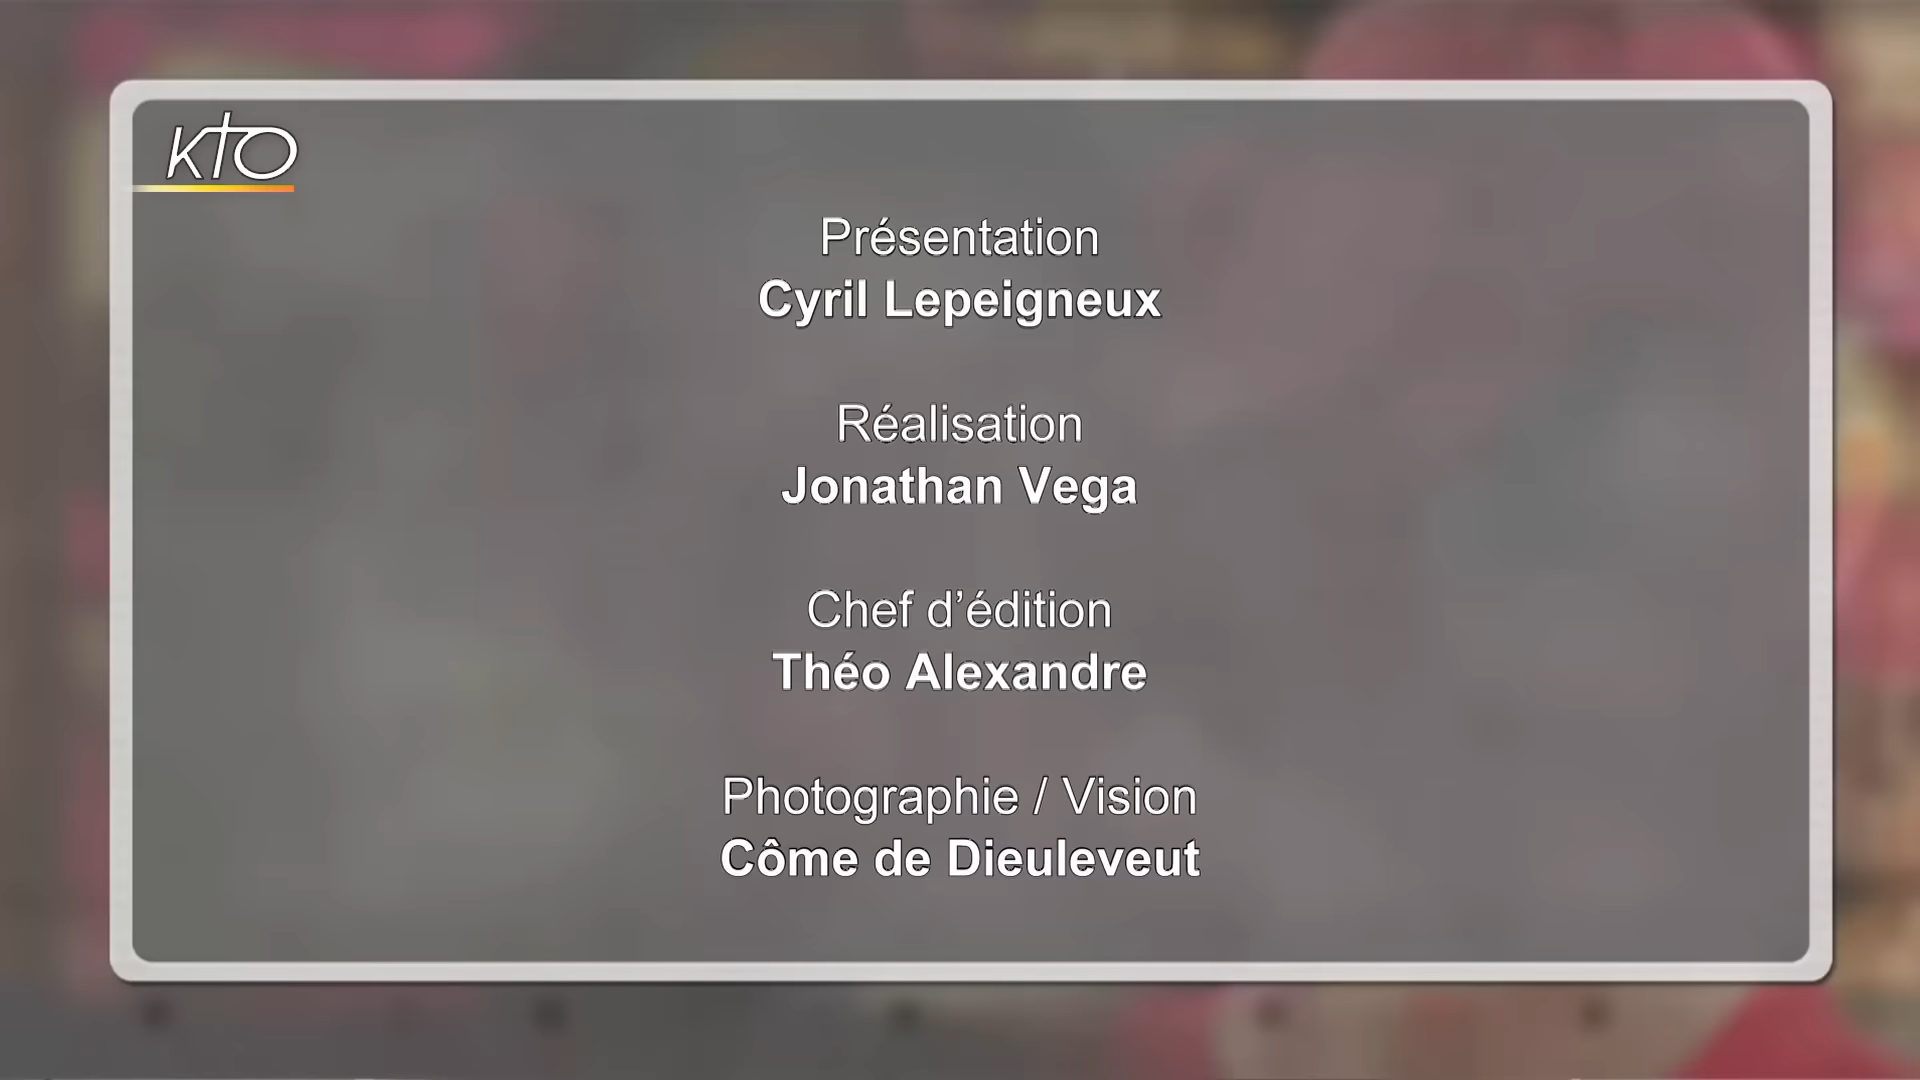 KTO
Présentation
Cyril Lepeigneux
Réalisation
Jonathan Vega
Chef d’édition
Théo Alexandre
Photographie / Vision
Côme de Dieuleveut